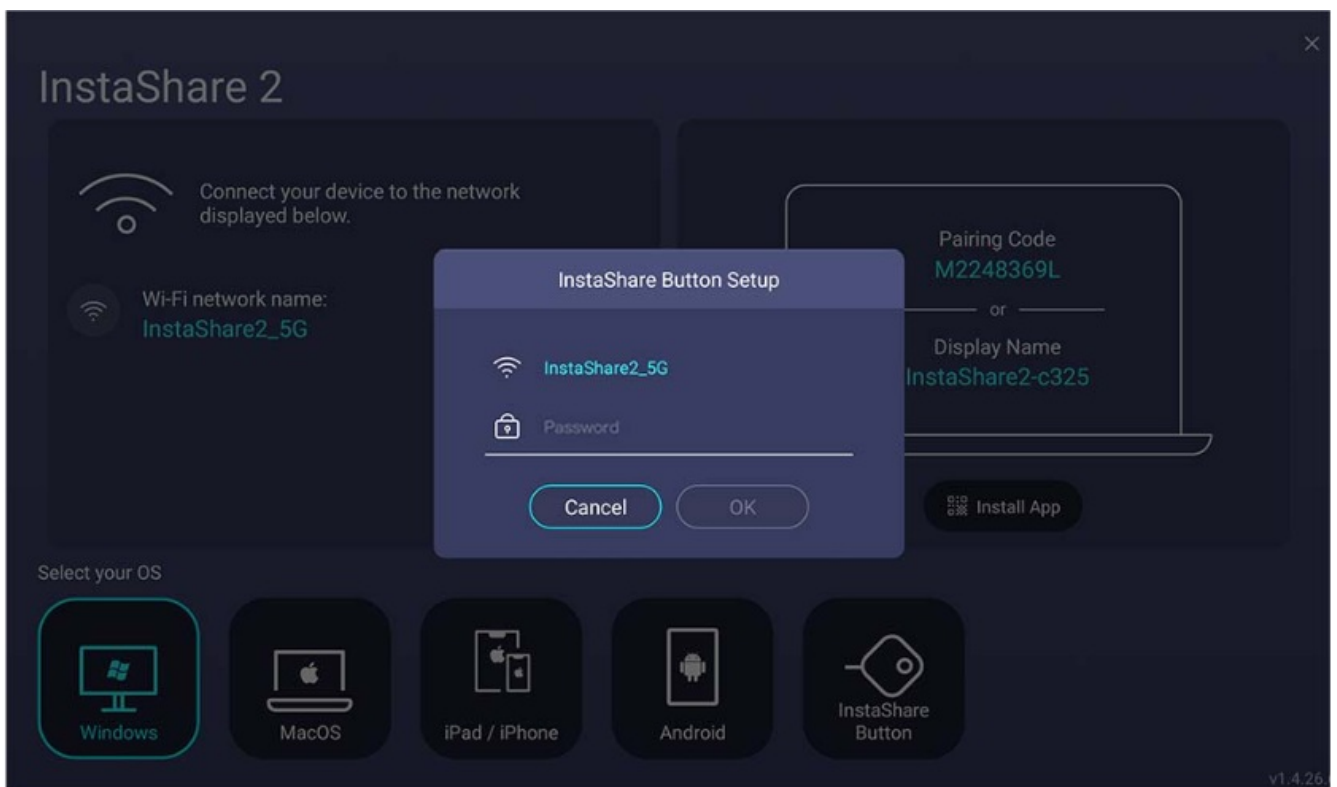 InstaShare 2
Connect your device to the network
displayed below.
Wi-Fi network name:
InstaShare2_5G
Pairing Code
M2248369L
or
Display Name
InstaShare2-c325
Install App
InstaShare Button Setup
InstaShare2_5G
Password
Cancel
OK
Select your OS
Windows
MacOS
iPad / iPhone
Android
InstaShare
Button
v1.4.26.